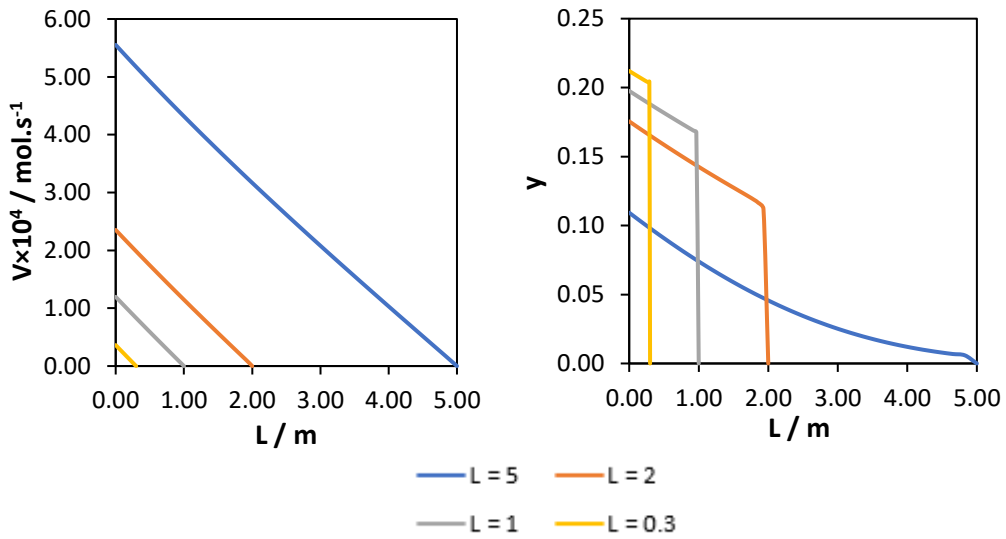 6.00
5.00
4.00
3.00
2.00
1.00
0.00
V×10⁴ / mol.s⁻¹
0.00 1.00 2.00 3.00 4.00 5.00
L / m
0.25
0.20
0.15
0.10
0.05
0.00
y
0.00 1.00 2.00 3.00 4.00 5.00
L / m
L = 5 L = 2
L = 1 L = 0.3